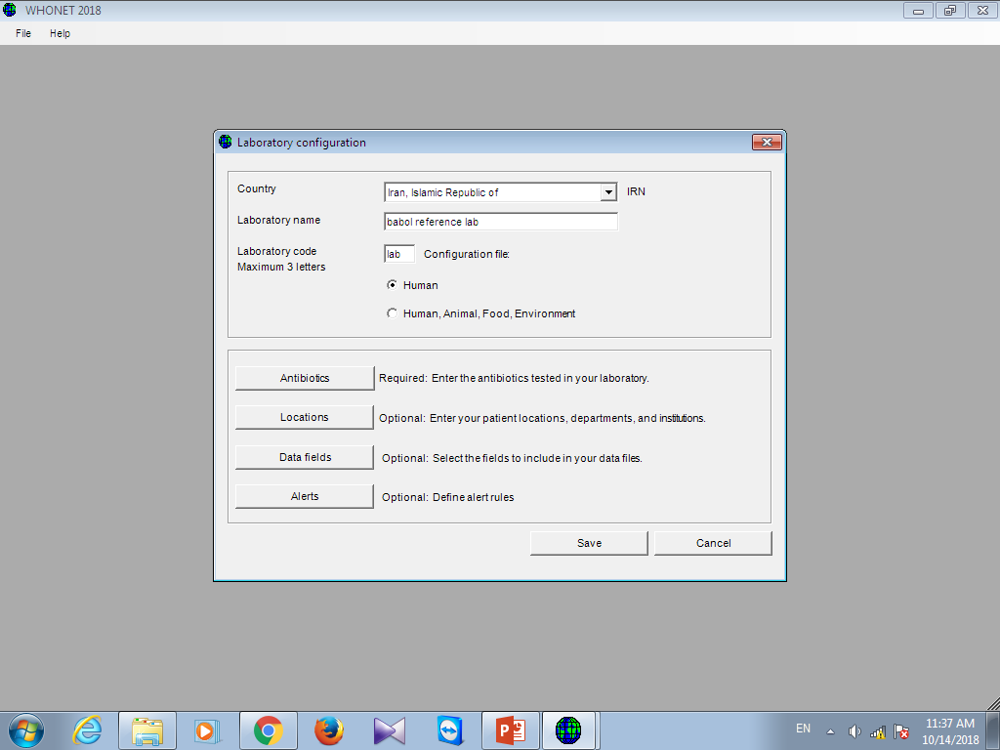 WHONET 2018
File Help
Laboratory configuration
Country
Iran, Islamic Republic of
IRN
Laboratory name
babol reference lab
Laboratory code
Maximum 3 letters
lab
Configuration file:
Human
Human, Animal, Food, Environment
Antibiotics
Required: Enter the antibiotics tested in your laboratory.
Locations
Optional: Enter your patient locations, departments, and institutions.
Data fields
Optional: Select the fields to include in your data files.
Alerts
Optional: Define alert rules
Save
Cancel
EN
11:37 AM
10/14/2018